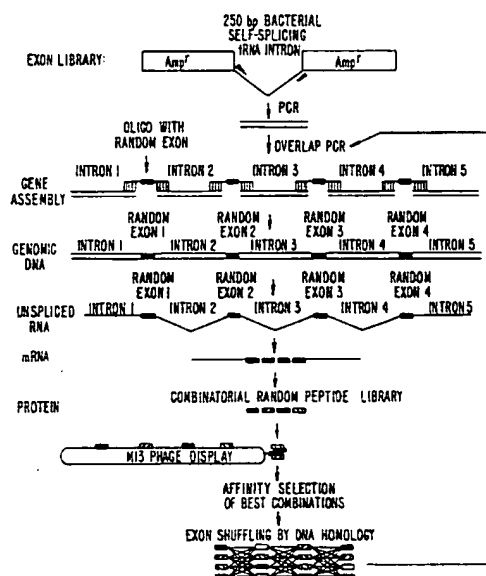 250 bp BACTERIAL
SELF-SPLICING
tRNA INTRON
EXON LIBRARY:
Ampr
Ampr
PCR
OLIGO WITH
RANDOM EXON
OVERLAP PCR
INTRON 1 INTRON 2 INTRON 3 INTRON 4 INTRON 5
GENE
ASSEMBLY
RANDOM RANDOM RANDOM RANDOM
EXON 1 EXON 2 EXON 3 EXON 4
INTRON 1 INTRON 2 INTRON 3 INTRON 4 INTRON 5
GENOMIC
DNA
RANDOM RANDOM RANDOM RANDOM
EXON 1 EXON 2 EXON 3 EXON 4
INTRON 1 INTRON 2 INTRON 3 INTRON 4 INTRON 5
UNSPLICED
RNA
mRNA
COMBINATORIAL RANDOM PEPTIDE LIBRARY
PROTEIN
M13 PHAGE DISPLAY
AFFINITY SELECTION
OF BEST COMBINATIONS
EXON SHUFFLING BY DNA HOMOLOGY